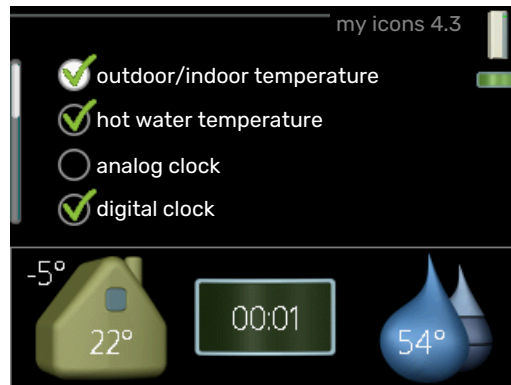 my icons 4.3
outdoor/indoor temperature
hot water temperature
analog clock
digital clock
-5°
22°
00:01
54°